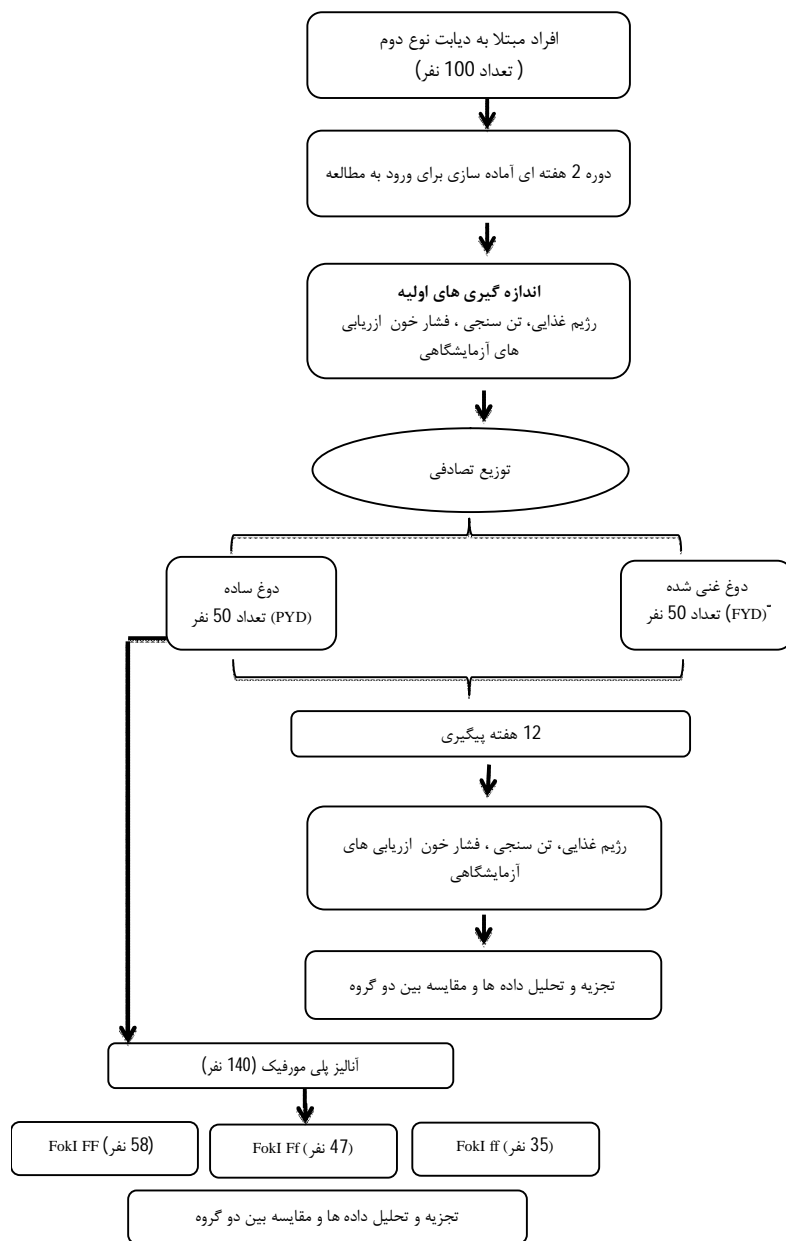 افراد مبتلا به دیابت نوع دوم
( تعداد 100 نفر)
دوره 2 هفته ای آماده سازی برای ورود به مطالعه
اندازه گیری های اولیه
رژیم غذایی، تن سنجی ، فشار خون ازریابی
های آزمایشگاهی
توزیع تصادفی
دوغ غنی شده
(FYD) تعداد 50 نفر
دوغ ساده
(PYD) تعداد 50 نفر
12 هفته پیگیری
رژیم غذایی، تن سنجی ، فشار خون ازریابی های
آزمایشگاهی
تجزیه و تحلیل داده ها و مقایسه بین دو گروه
آنالیز پلی مورفیک (140 نفر)
FokI FF (58 نفر)
FokI Ff (47 نفر)
FokI ff (35 نفر)
تجزیه و تحلیل داده ها و مقایسه بین دو گروه